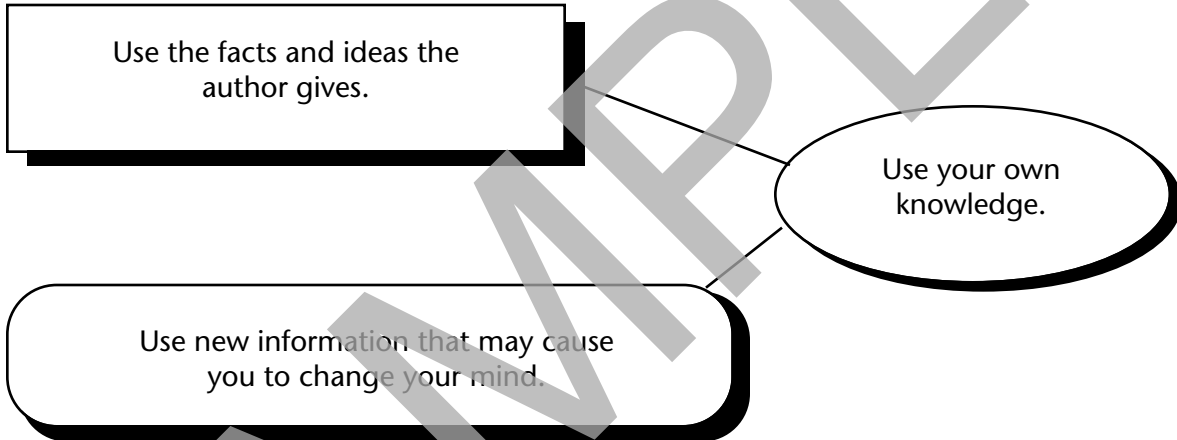 Use the facts and ideas the
author gives.
Use your own
knowledge.
Use new information that may cause
you to change your mind.